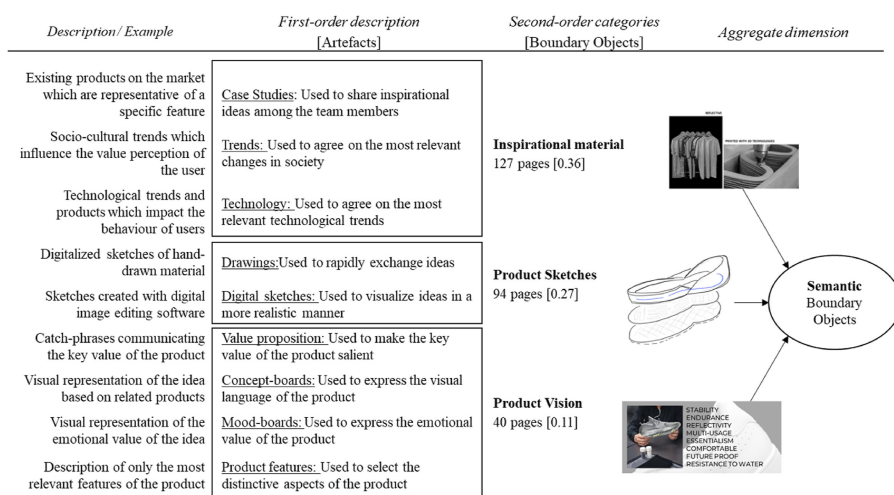 Description / Example
First-order description
[Artefacts]
Second-order categories
[Boundary Objects]
Aggregate dimension
Existing products on the market
which are representative of a
specific feature
Case Studies: Used to share inspirational
ideas among the team members
Socio-cultural trends which
influence the value perception of
the user
Trends: Used to agree on the most relevant
changes in society
Technological trends and
products which impact the
behaviour of users
Technology: Used to agree on the most
relevant technological trends
Inspirational material
127 pages [0.36]
REFLECTIVE
PRINTED WITH 3D TECHNOLOGIES
Digitalized sketches of hand-
drawn material
Drawings:Used to rapidly exchange ideas
Sketches created with digital
image editing software
Digital sketches: Used to visualize ideas in a
more realistic manner
Product Sketches
94 pages [0.27]
Semantic
Boundary
Objects
Catch-phrases communicating
the key value of the product
Value proposition: Used to make the key
value of the product salient
Visual representation of the idea
based on related products
Concept-boards: Used to express the visual
language of the product
Visual representation of the
emotional value of the idea
Mood-boards: Used to express the emotional
value of the product
Description of only the most
relevant features of the product
Product features: Used to select the
distinctive aspects of the product
Product Vision
40 pages [0.11]
STABILITY
ENDURANCE
REFLECTIVITY
MULTI-USAGE
ESSENTIALISM
COMFORTABLE
FUTURE PROOF
RESISTANCE TO WATER